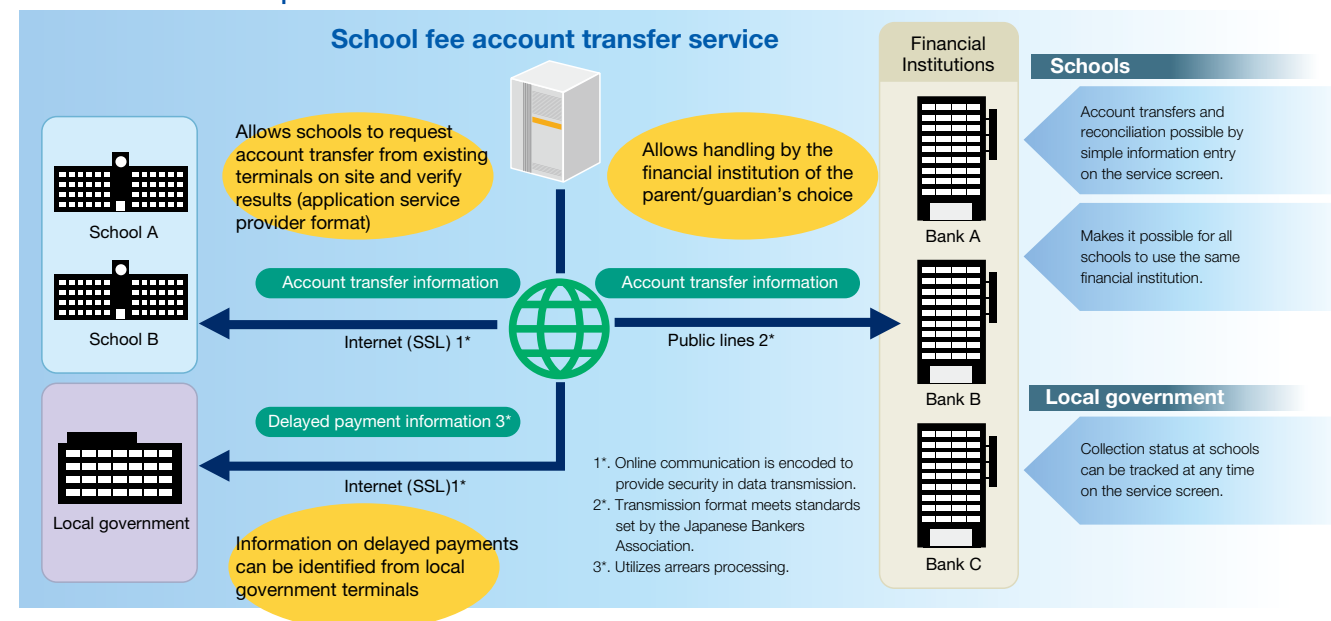 School fee account transfer service
Allows schools to request
account transfer from existing
terminals on site and verify
results (application service
provider format)
Allows handling by the
financial institution of the
parent/guardian's choice
School A
School B
Account transfer information
Internet (SSL) 1*
Account transfer information
Public lines 2*
Delayed payment information 3*
Internet (SSL)1*
Local government
Information on delayed payments
can be identified from local
government terminals
1*. Online communication is encoded to
provide security in data transmission.
2*. Transmission format meets standards
set by the Japanese Bankers
Association.
3*. Utilizes arrears processing.
Financial
Institutions
Bank A
Bank B
Bank C
Schools
Account transfers and
reconciliation possible by
simple information entry
on the service screen.
Makes it possible for all
schools to use the same
financial institution.
Local government
Collection status at schools
can be tracked at any time
on the service screen.